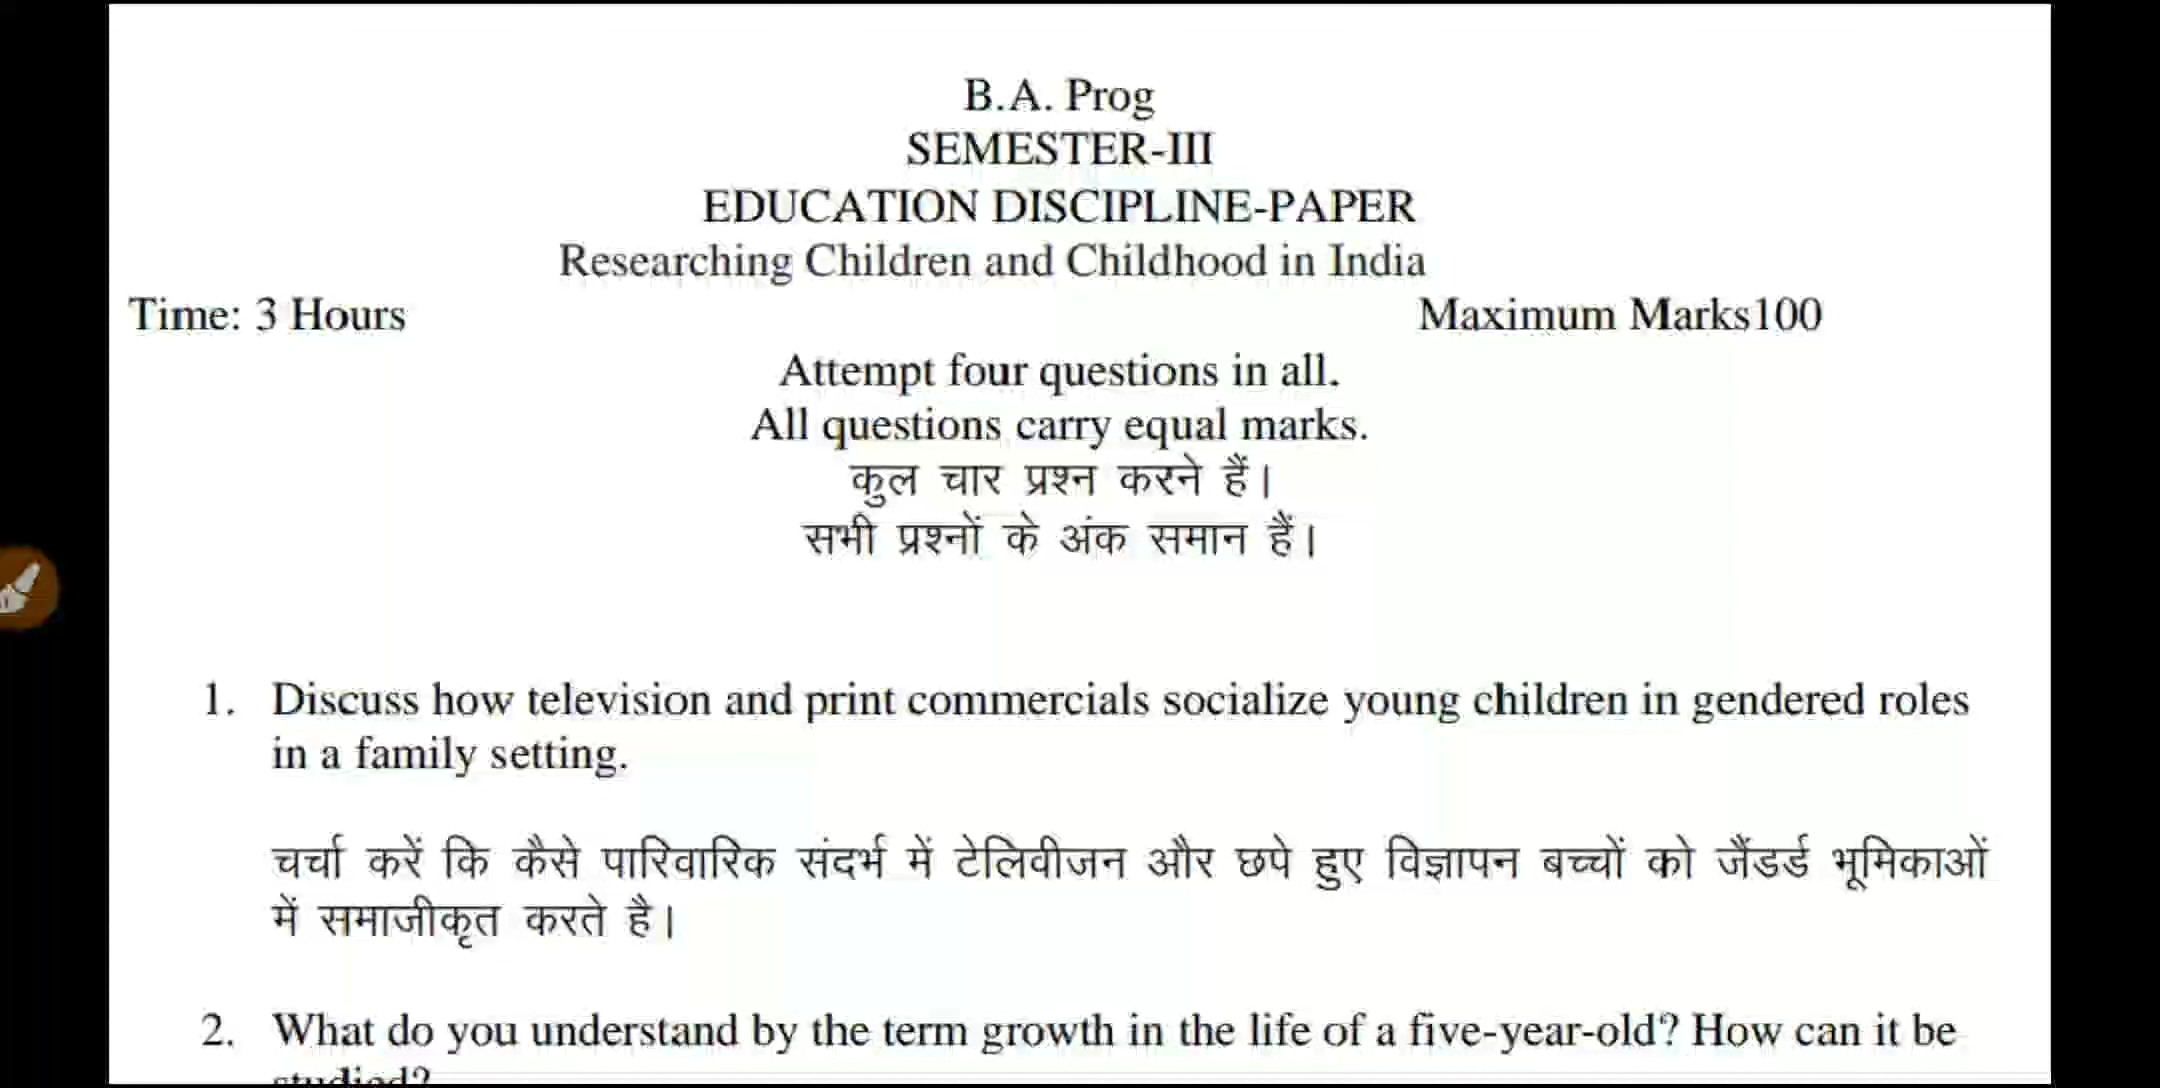 B.A. Prog
SEMESTER-III
EDUCATION DISCIPLINE-PAPER
Researching Children and Childhood in India
Time: 3 Hours Maximum Marks100
Attempt four questions in all.
All questions carry equal marks.
कुल चार प्रश्न करने हैं।
सभी प्रश्नों के अंक समान हैं।
1. Discuss how television and print commercials socialize young children in gendered roles
in a family setting.
चर्चा करें कि कैसे पारिवारिक संदर्भ में टेलिवीजन और छपे हुए विज्ञापन बच्चों को जैंडर्ड भूमिकाओं
में समाजीकृत करते है।
2. What do you understand by the term growth in the life of a five-year-old? How can it be
studied?